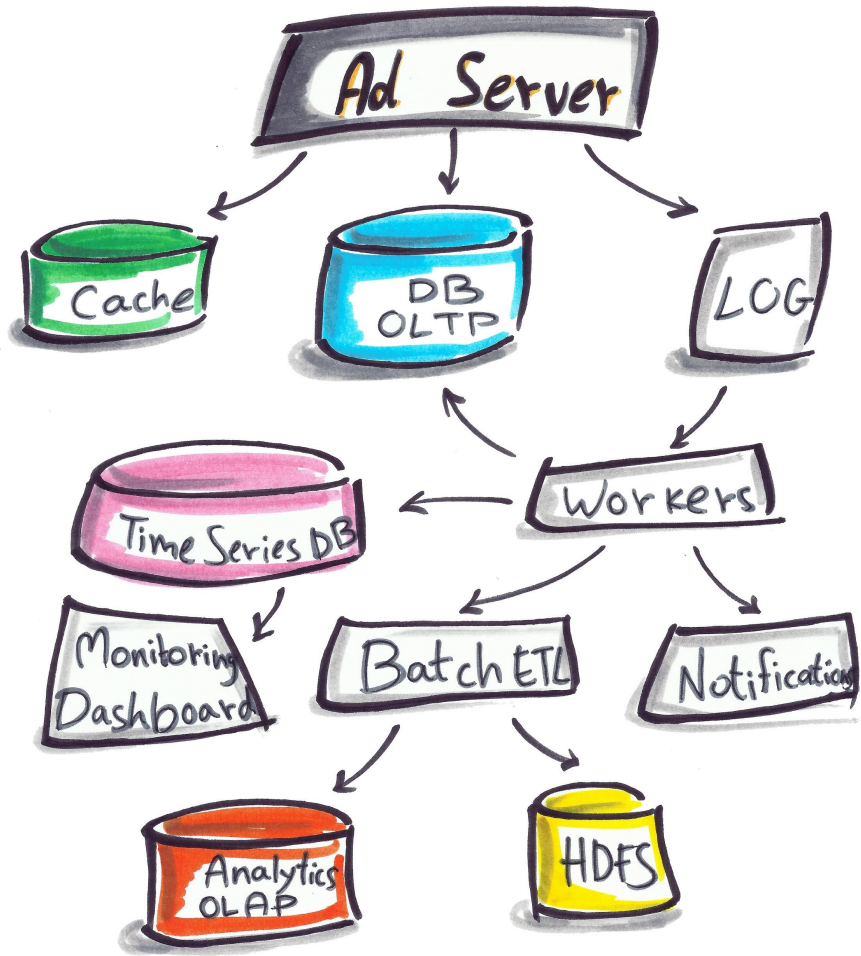 Ad Server
Cache
DB
OLTP
LOG
Workers
Time Series DB
Monitoring
Dashboard
Batch ETL
Notifications
Analytics
OLAP
HDFS